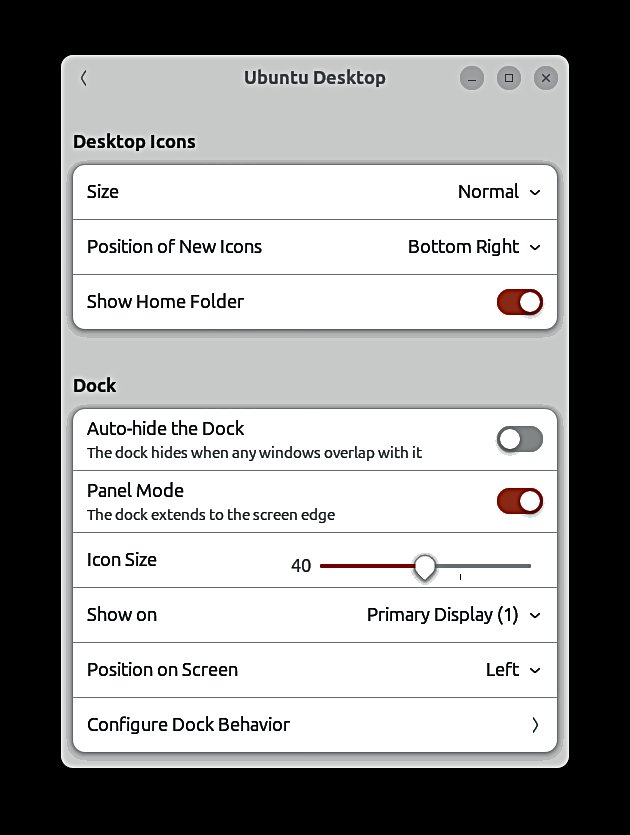 Ubuntu Desktop
Desktop Icons
Size Normal
Position of New Icons Bottom Right
Show Home Folder
Dock
Auto-hide the Dock
The dock hides when any windows overlap with it
Panel Mode
The dock extends to the screen edge
Icon Size 40
Show on Primary Display (1)
Position on Screen Left
Configure Dock Behavior